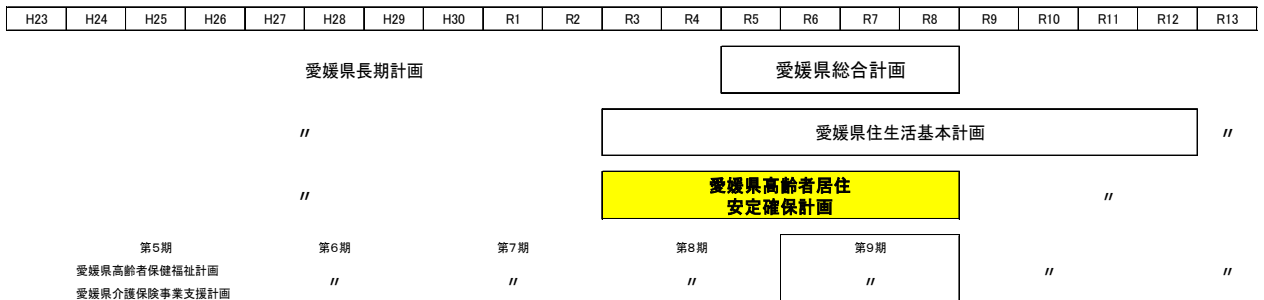 H23 H24 H25 H26 H27 H28 H29 H30 R1 R2 R3 R4 R5 R6 R7 R8 R9 R10 R11 R12 R13
愛媛県長期計画 愛媛県総合計画
〃 愛媛県住生活基本計画 〃
〃 愛媛県高齢者居住
安定確保計画 〃
第5期 第6期 第7期 第8期 第9期
愛媛県高齢者保健福祉計画
愛媛県介護保険事業支援計画 〃 〃 〃 〃 〃 〃